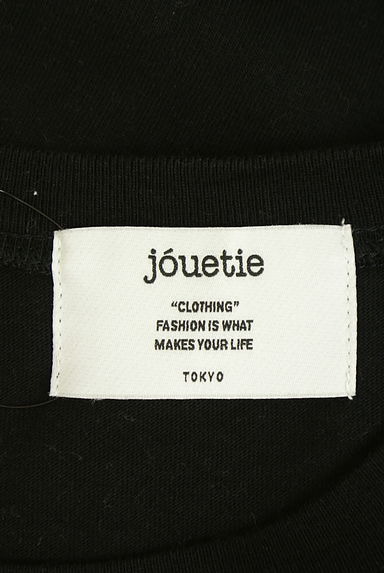 jóuetie
“CLOTHING”
FASHION IS WHAT
MAKES YOUR LIFE
TOKYO